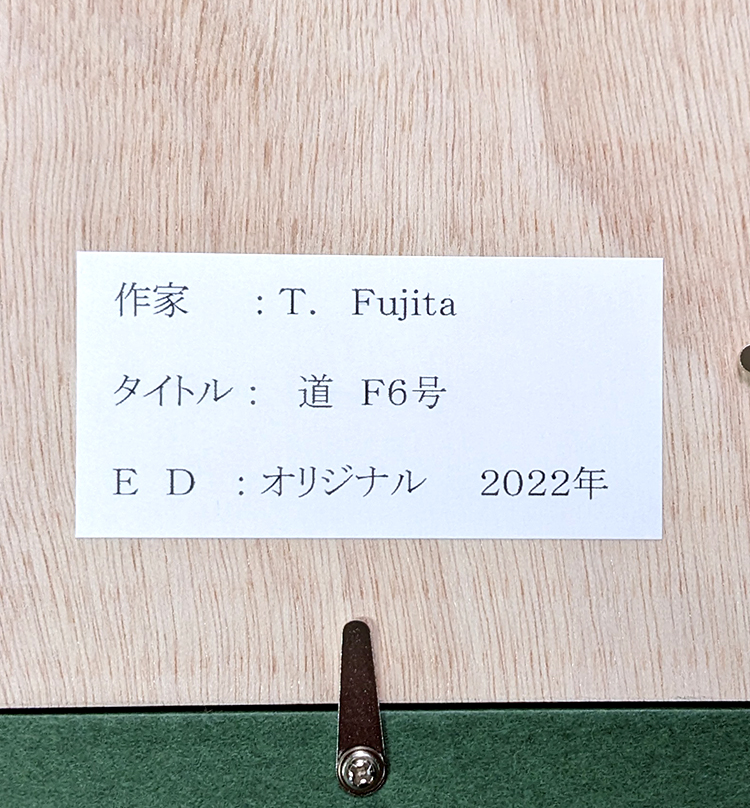 作家　　：T.　Fujita
タイトル：　道　F6号
E　D　：オリジナル　　2022年